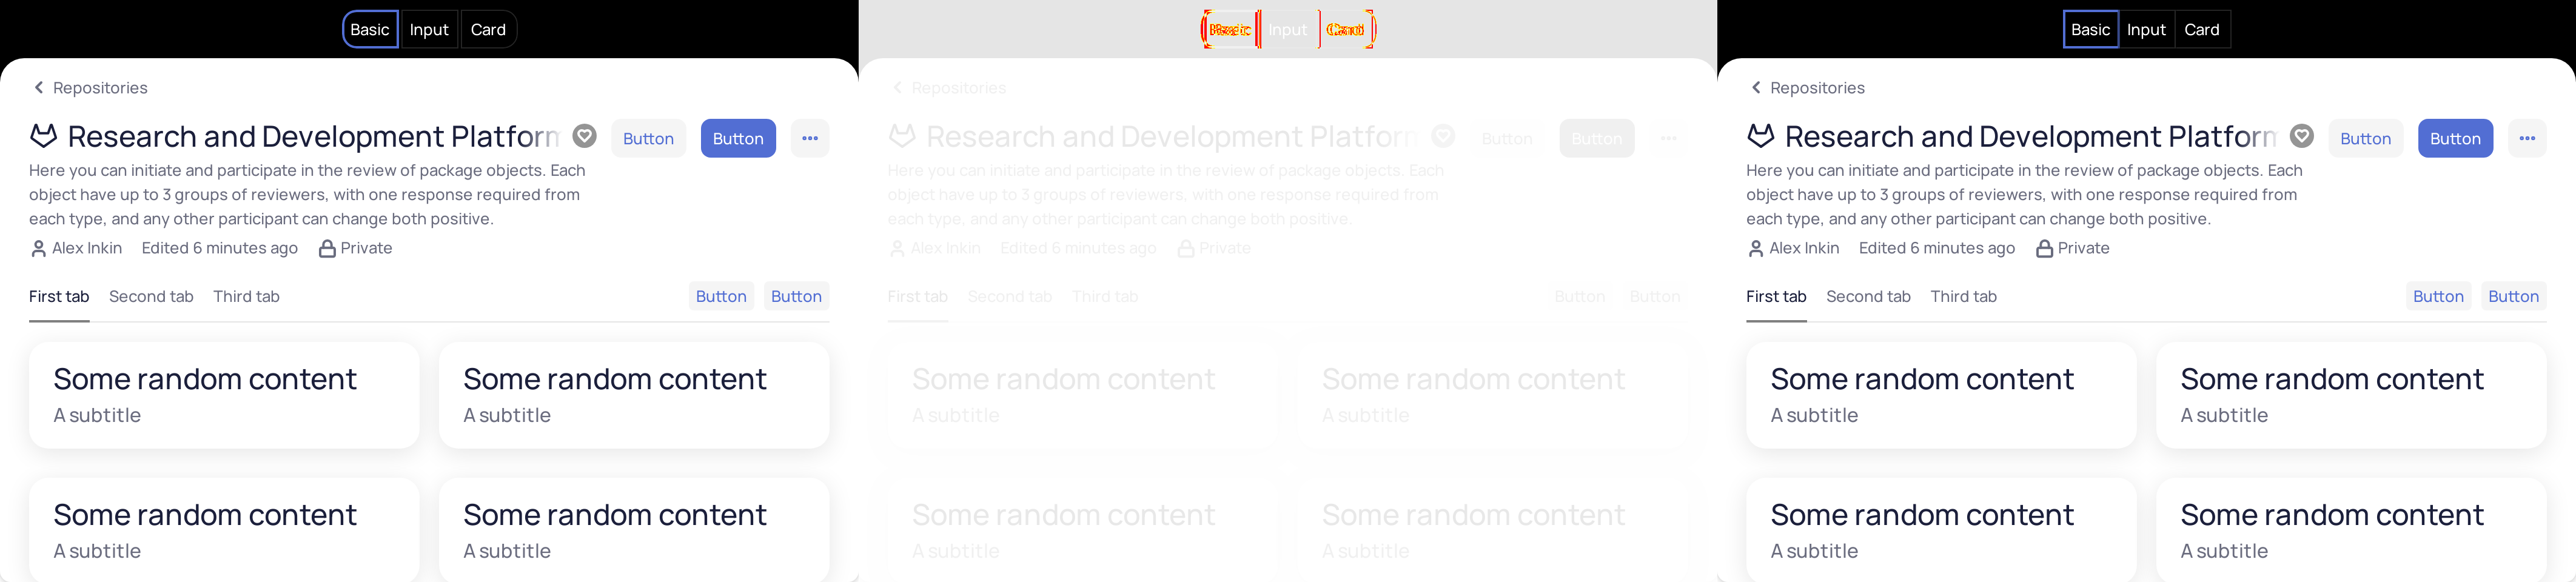 Basic Input Card
Repositories
Research and Development Platform
Button Button
Here you can initiate and participate in the review of package objects. Each
object have up to 3 groups of reviewers, with one response required from
each type, and any other participant can change both positive.
Alex Inkin Edited 6 minutes ago Private
First tab Second tab Third tab Button Button
Some random content Some random content
A subtitle A subtitle
Some random content Some random content
A subtitle A subtitle
Basic Input Card
Repositories
Research and Development Platform
Button Button
Here you can initiate and participate in the review of package objects. Each
object have up to 3 groups of reviewers, with one response required from
each type, and any other participant can change both positive.
Alex Inkin Edited 6 minutes ago Private
First tab Second tab Third tab Button Button
Some random content Some random content
A subtitle A subtitle
Some random content Some random content
A subtitle A subtitle
Basic Input Card
Repositories
Research and Development Platform
Button Button
Here you can initiate and participate in the review of package objects. Each
object have up to 3 groups of reviewers, with one response required from
each type, and any other participant can change both positive.
Alex Inkin Edited 6 minutes ago Private
First tab Second tab Third tab Button Button
Some random content Some random content
A subtitle A subtitle
Some random content Some random content
A subtitle A subtitle